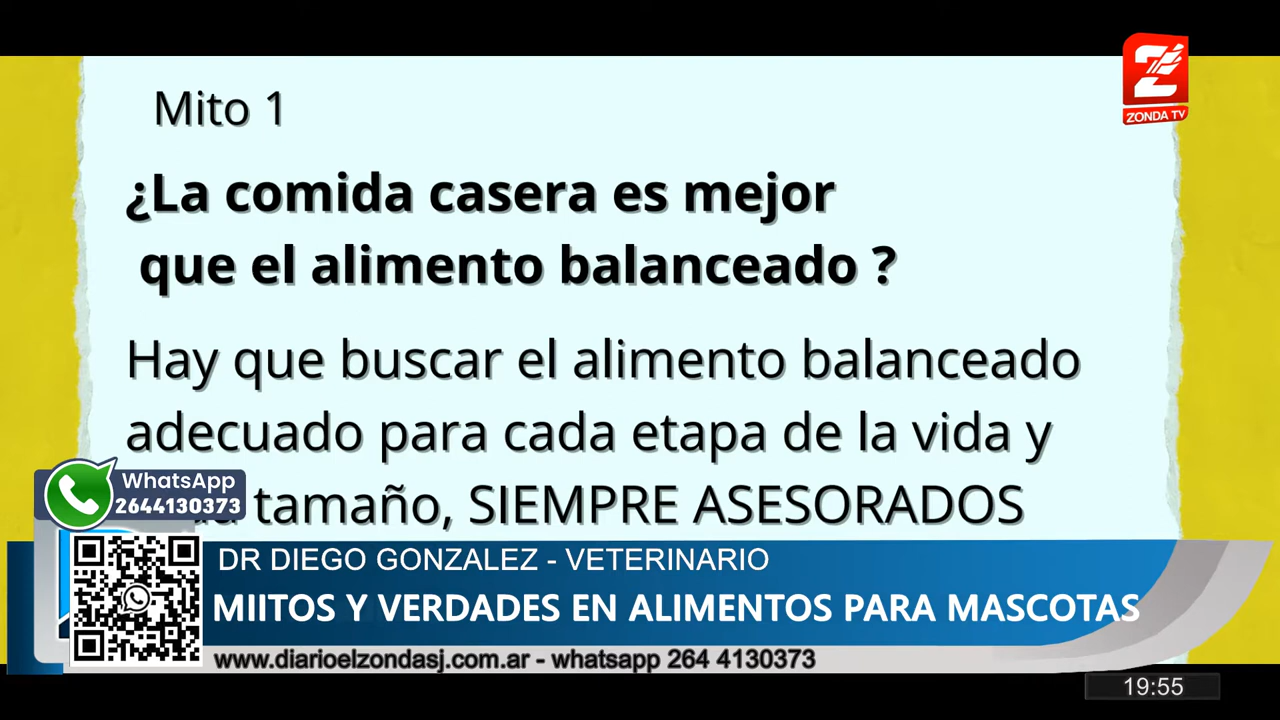 Mito 1
¿La comida casera es mejor
que el alimento balanceado ?
Hay que buscar el alimento balanceado
adecuado para cada etapa de la vida y
tamaño, SIEMPRE ASESORADOS
Z
ZONDA TV
WhatsApp
2644130373
DR DIEGO GONZALEZ - VETERINARIO
MIITOS Y VERDADES EN ALIMENTOS PARA MASCOTAS
www.diarioelzondasj.com.ar - whatsapp 264 4130373
19:55